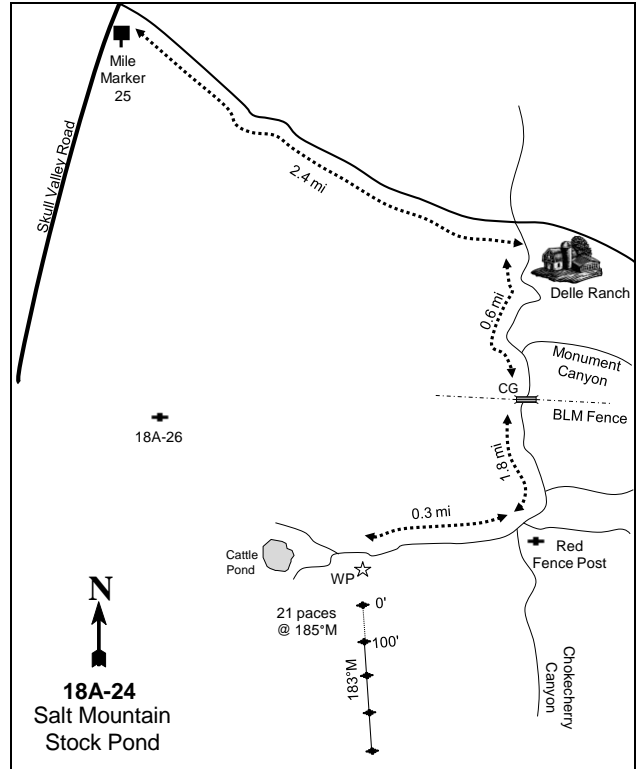 Mile
Marker
25
Skull Valley Road
2.4 mi
Delle Ranch
0.6 mi
Monument
Canyon
CG
BLM Fence
18A-26
1.8 mi
0.3 mi
Cattle
Pond
WP
Red
Fence Post
N
21 paces
@ 185°M
0'
100'
183°M
Chokecherry
Canyon
18A-24
Salt Mountain
Stock Pond